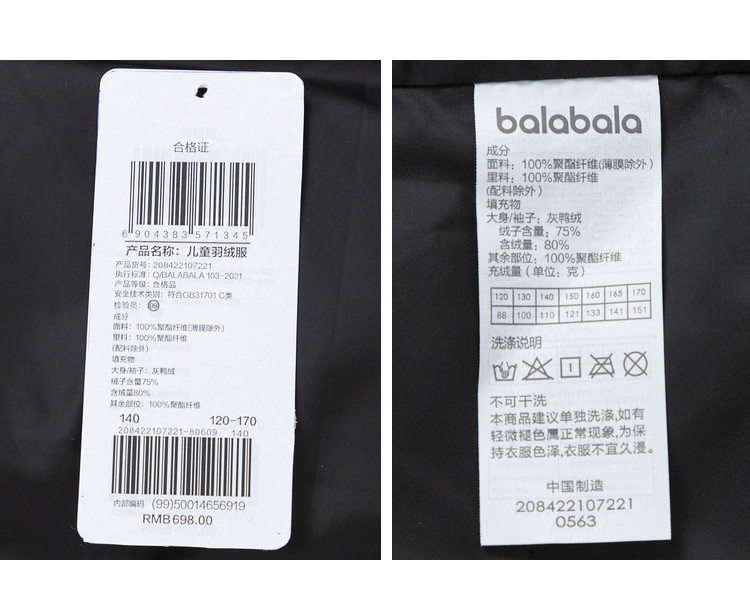 合格证
6 904383 571345
产品名称：儿童羽绒服
产品货号：208422107221
执行标准：Q/BALABALA 103-2021
产品等级：合格品
安全技术类别：符合GB31701 C类
检验员：
成分
面料：100%聚酯纤维(薄膜除外)
里料：100%聚酯纤维
(配料除外)
填充物
大身/袖子：灰鸭绒
绒子含量75%
含绒量80%
其余部位：100%聚酯纤维
140 120-170
208422107221-80609 140
内部编码 (99)50014656919
RMB 698.00
balabala
成分
面料：100%聚酯纤维(薄膜除外)
里料：100%聚酯纤维
(配料除外)
填充物
大身/袖子：灰鸭绒
绒子含量：75%
含绒量：80%
其余部位：100%聚酯纤维
充绒量（单位：克）
120 130 140 150 160 165 170
88 100 110 121 133 141 151
洗涤说明
不可干洗
本商品建议单独洗涤,如有
轻微褪色属正常现象,为保
持衣服色泽,衣服不宜久浸。
中国制造
208422107221
0563